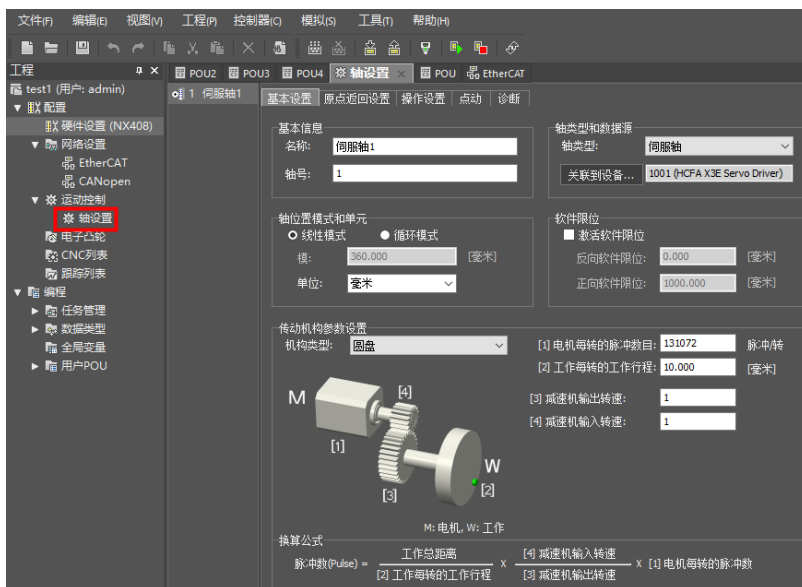 文件(F) 编辑(E) 视图(V) 工程(P) 控制器(C) 模拟(S) 工具(T) 帮助(H)
工程
POU2 POU3 POU4 轴设置 POU EtherCAT
test1 (用户: admin)
配置
硬件设置 (NX408)
网络设置
EtherCAT
CANopen
运动控制
轴设置
电子凸轮
CNC列表
跟踪列表
编程
任务管理
数据类型
全局变量
用户POU
1 伺服轴1
基本设置 原点返回设置 操作设置 点动 诊断
基本信息
名称: 伺服轴1
轴号: 1
轴类型和数据源
轴类型: 伺服轴
关联到设备... 1001 (HCFA X3E Servo Driver)
轴位置模式和单元
线性模式 循环模式
模: 360.000 [毫米]
单位: 毫米
软件限位
激活软件限位
反向软件限位: 0.000 [毫米]
正向软件限位: 1000.000 [毫米]
传动机构参数设置
机构类型: 圆盘
[1] 电机每转的脉冲数目: 131072 脉冲/转
[2] 工作每转的工作行程: 10.000 [毫米]
[3] 减速机输出转速: 1
[4] 减速机输入转速: 1
M
[4]
[1]
W
[3]
[2]
M: 电机, W: 工作
换算公式
脉冲数(Pulse) = 工作总距离 / [2] 工作每转的工作行程 X [4] 减速机输入转速 / [3] 减速机输出转速 X [1] 电机每转的脉冲数